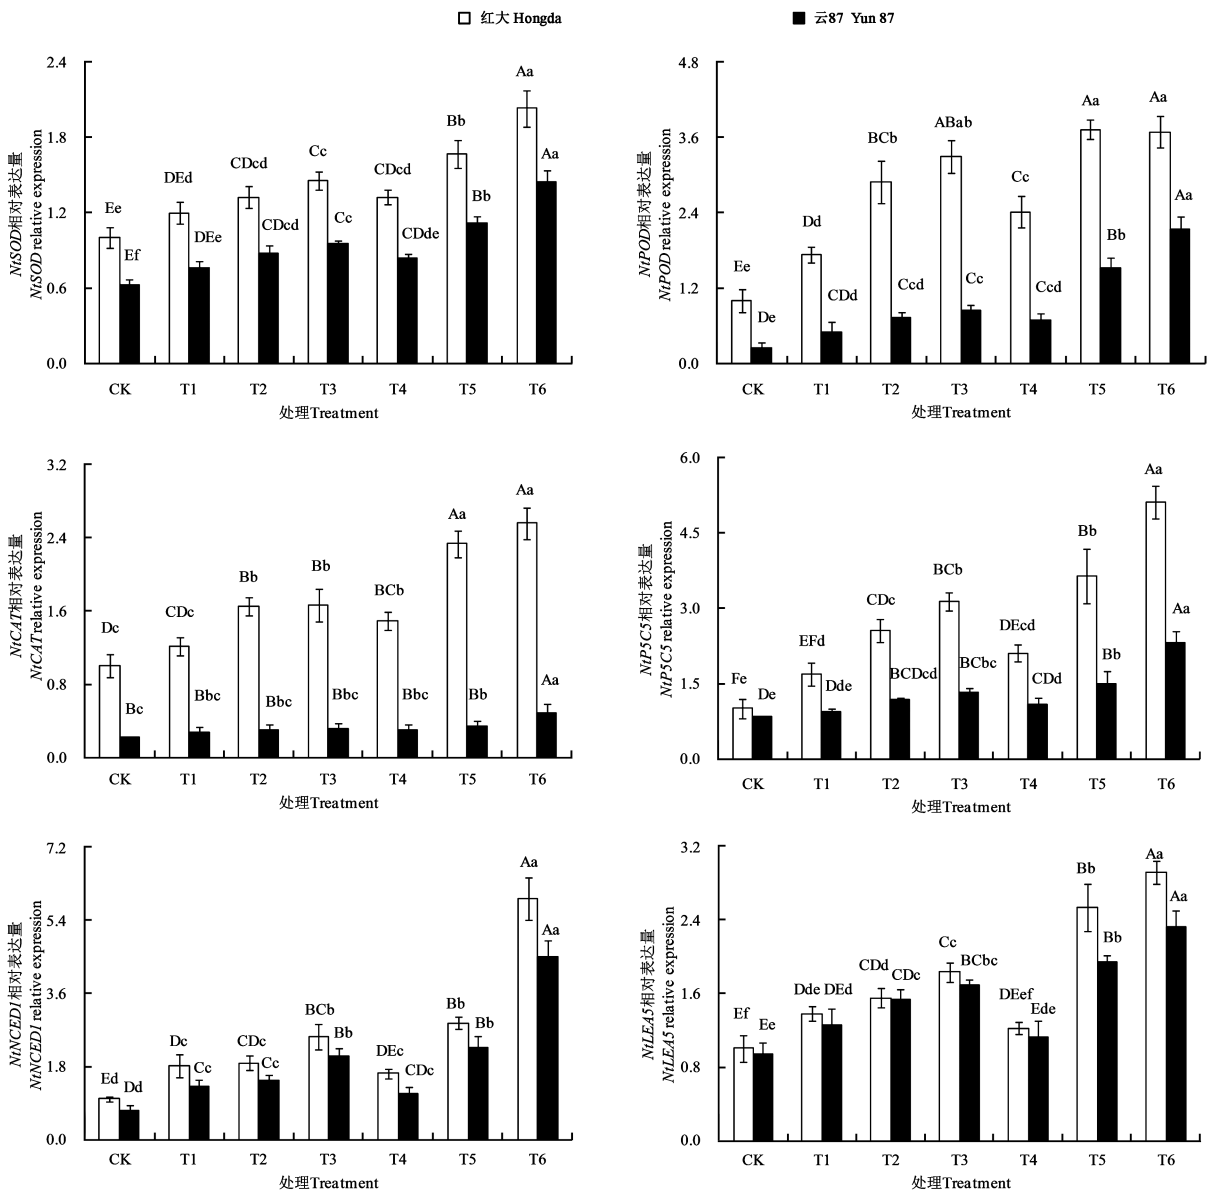 红大 Hongda
云87 Yun 87
NtSOD相对表达量
NtSOD relative expression
2.4
1.8
1.2
0.6
0.0
Ee
Ef
DEd
DEe
CDcd
CDcd
Cc
Cc
CDcd
CDde
Bb
Bb
Aa
Aa
CK T1 T2 T3 T4 T5 T6
处理Treatment
NtPOD相对表达量
NtPOD relative expression
4.8
3.6
2.4
1.2
0.0
Ee
De
Dd
CDd
BCb
Ccd
ABab
Cc
Cc
Ccd
Aa
Bb
Aa
Aa
CK T1 T2 T3 T4 T5 T6
处理Treatment
NtCAT相对表达量
NtCAT relative expression
3.2
2.4
1.6
0.8
0.0
Dc
Bc
CDc
Bbc
Bb
Bbc
Bb
Bbc
BCb
Bbc
Aa
Bb
Aa
Aa
CK T1 T2 T3 T4 T5 T6
处理Treatment
NtP5C5相对表达量
NtP5C5 relative expression
6.0
4.5
3.0
1.5
0.0
Fe
De
EFd
Dde
CDc
BCDcd
BCb
BCbc
DEcd
CDd
Bb
Bb
Aa
Aa
CK T1 T2 T3 T4 T5 T6
处理Treatment
NtNCED1相对表达量
NtNCED1 relative expression
7.2
5.4
3.6
1.8
0.0
Ed
Dd
Dc
Cc
CDc
Cc
BCb
Bb
DEc
CDc
Bb
Bb
Aa
Aa
CK T1 T2 T3 T4 T5 T6
处理Treatment
NtLEA5相对表达量
NtLEA5 relative expression
3.2
2.4
1.6
0.8
0.0
Ef
Ee
Dde
DEd
CDd
CDc
Cc
BCbc
DEef
Ede
Bb
Bb
Aa
Aa
CK T1 T2 T3 T4 T5 T6
处理Treatment